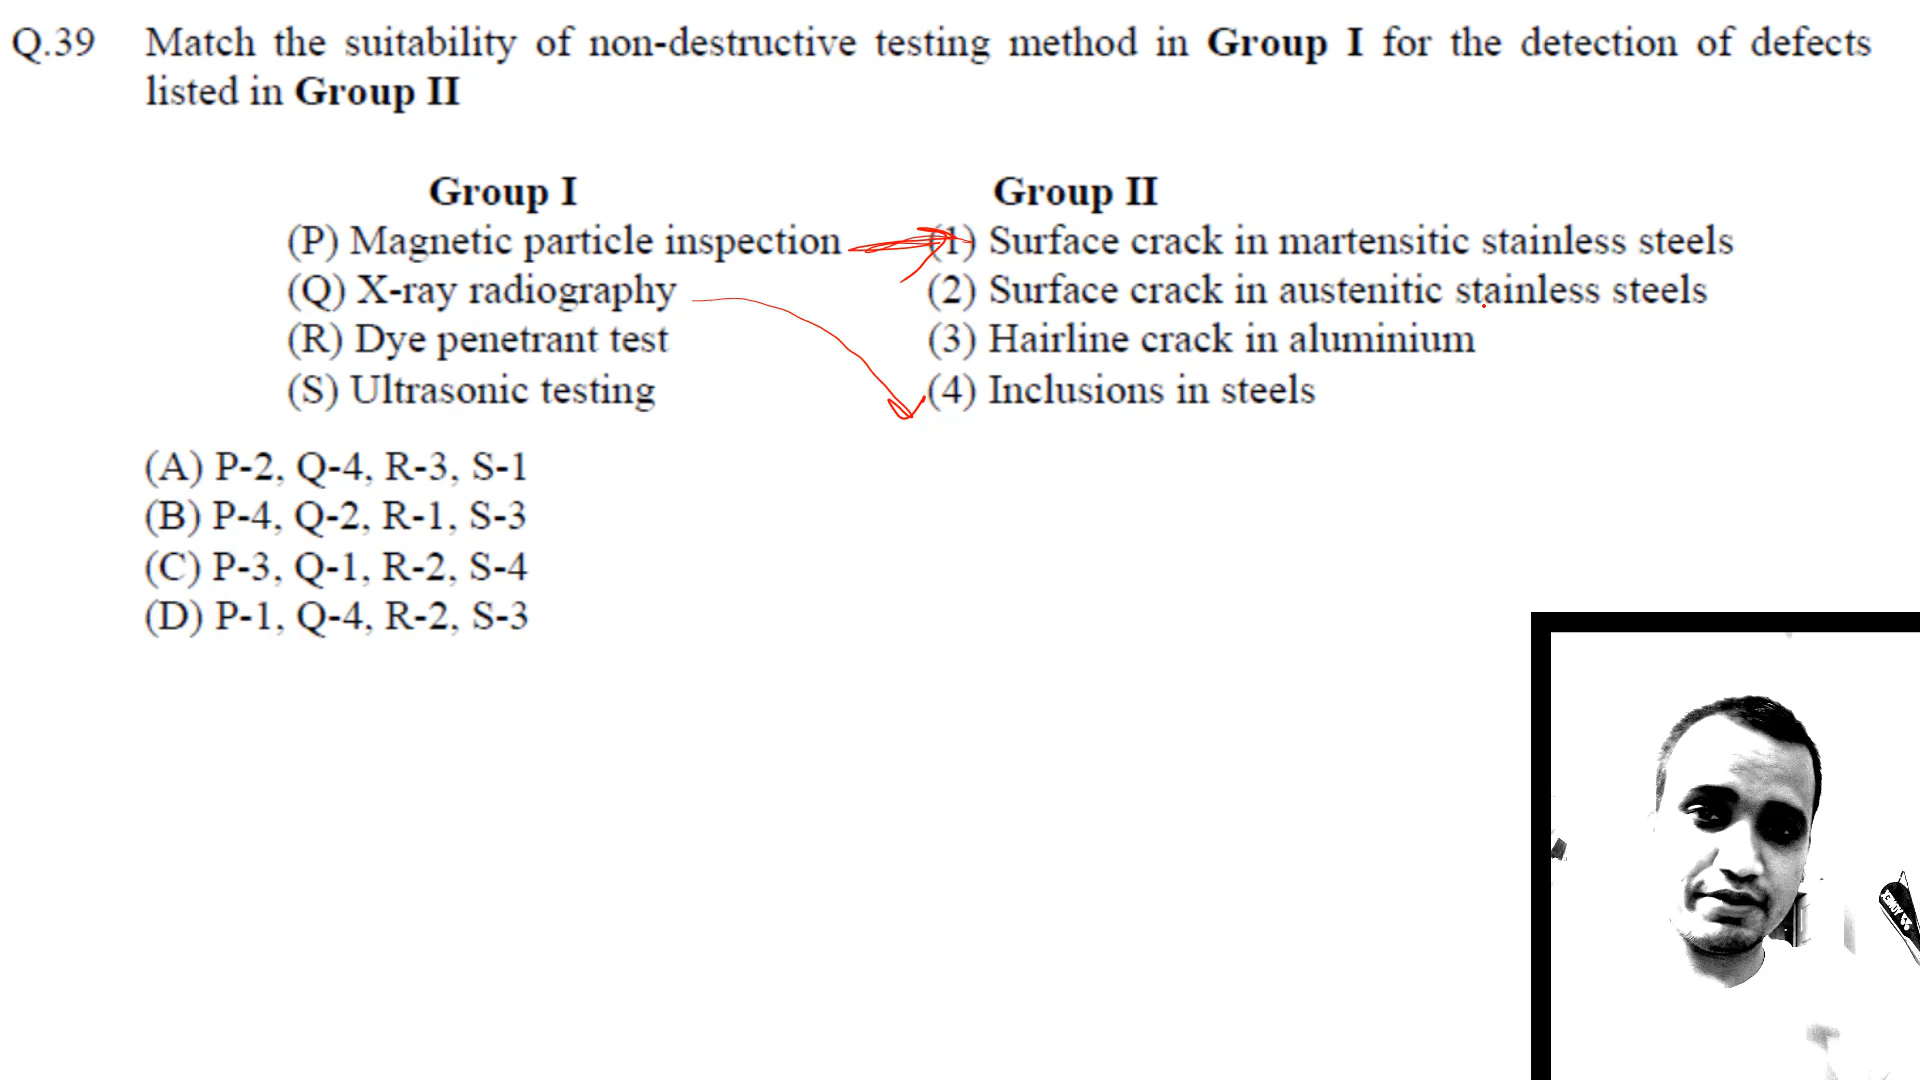 Q.39 Match the suitability of non-destructive testing method in Group I for the detection of defects
listed in Group II
Group I Group II
(P) Magnetic particle inspection (1) Surface crack in martensitic stainless steels
(Q) X-ray radiography (2) Surface crack in austenitic stainless steels
(R) Dye penetrant test (3) Hairline crack in aluminium
(S) Ultrasonic testing (4) Inclusions in steels
(A) P-2, Q-4, R-3, S-1
(B) P-4, Q-2, R-1, S-3
(C) P-3, Q-1, R-2, S-4
(D) P-1, Q-4, R-2, S-3